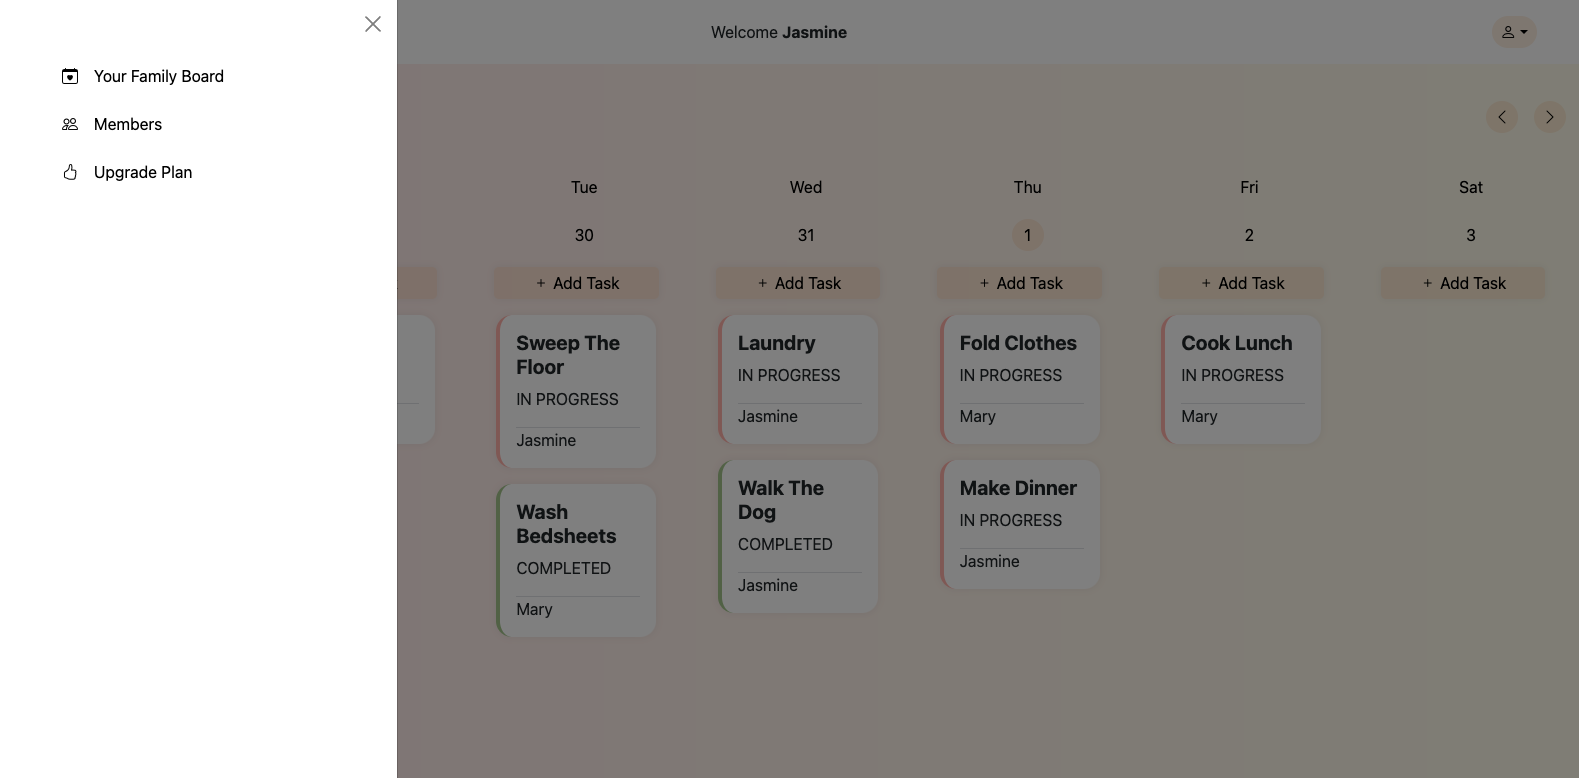 Welcome Jasmine
Your Family Board
Members
Upgrade Plan
Tue
Wed
Thu
Fri
Sat
30
31
1
2
3
+ Add Task
+ Add Task
+ Add Task
+ Add Task
+ Add Task
Sweep The
Floor
IN PROGRESS
Jasmine
Wash
Bedsheets
COMPLETED
Mary
Laundry
IN PROGRESS
Jasmine
Walk The
Dog
COMPLETED
Jasmine
Fold Clothes
IN PROGRESS
Mary
Make Dinner
IN PROGRESS
Jasmine
Cook Lunch
IN PROGRESS
Mary